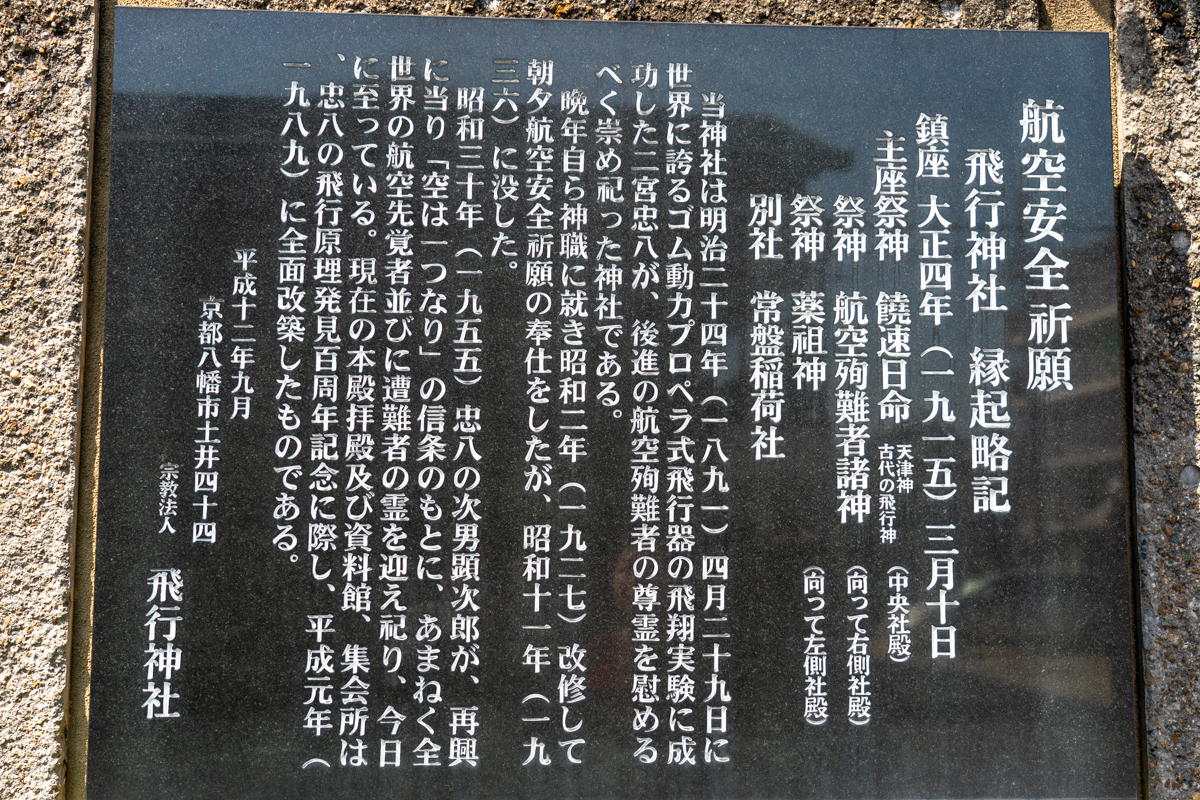 航空安全祈願
飛行神社　縁起略記
鎮座　大正四年（一九一五）三月十日
主座祭神　饒速日命　天津神　古代の飛行神（中央社殿）
祭神　航空殉難者諸神（向って右側社殿）
祭神　薬祖神（向って左側社殿）
別社　常盤稲荷社
当神社は明治二十四年（一八九一）四月二十九日に
世界に誇るゴム動力プロペラ式飛行器の飛翔実験に成
功した二宮忠八が、後進の航空殉難者の尊霊を慰める
べく崇め祀った神社である。
晩年自ら神職に就き昭和二年（一九二七）改修して
朝夕航空安全祈願の奉仕をしたが、昭和十一年（一九
三六）に没した。
昭和三十年（一九五五）忠八の次男顕次郎が、再興
に当り「空は一つなり」の信条のもとに、あまねく全
世界の航空先覚者並びに遭難者の霊を迎え祀り、今日
に至っている。現在の本殿拝殿及び資料館、集会所は
、忠八の飛行原理発見百周年記念に際し、平成元年（
一九八九）に全面改築したものである。
平成十二年九月
京都八幡市土井四十四
宗教法人　飛行神社